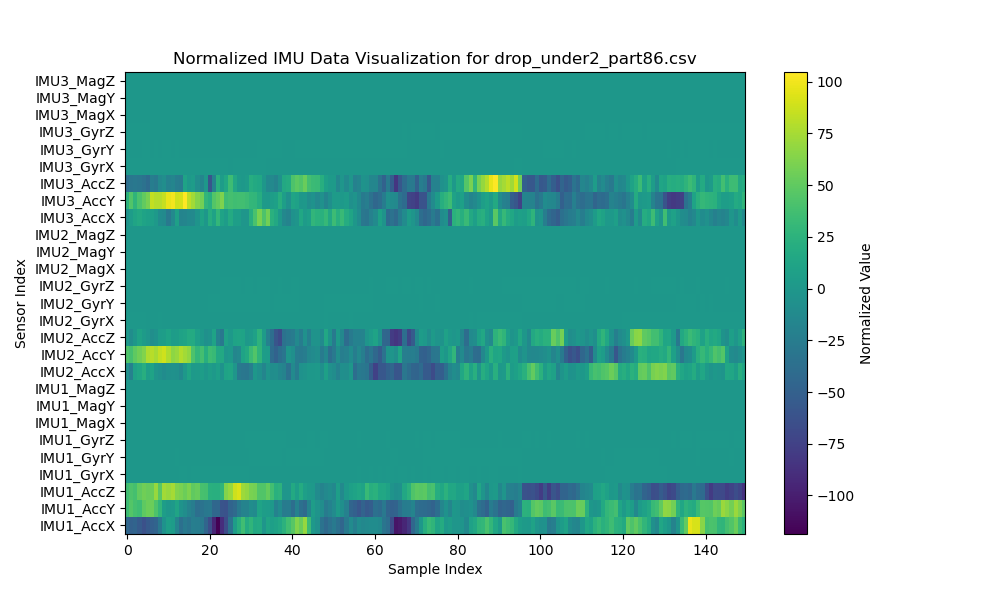 Normalized IMU Data Visualization for drop_under2_part86.csv
IMU3_MagZ
IMU3_MagY
IMU3_MagX
IMU3_GyrZ
IMU3_GyrY
IMU3_GyrX
IMU3_AccZ
IMU3_AccY
IMU3_AccX
IMU2_MagZ
IMU2_MagY
IMU2_MagX
IMU2_GyrZ
IMU2_GyrY
IMU2_GyrX
IMU2_AccZ
IMU2_AccY
IMU2_AccX
IMU1_MagZ
IMU1_MagY
IMU1_MagX
IMU1_GyrZ
IMU1_GyrY
IMU1_GyrX
IMU1_AccZ
IMU1_AccY
IMU1_AccX
Sensor Index
0 20 40 60 80 100 120 140
Sample Index
100
75
50
25
0
−25
−50
−75
−100
Normalized Value